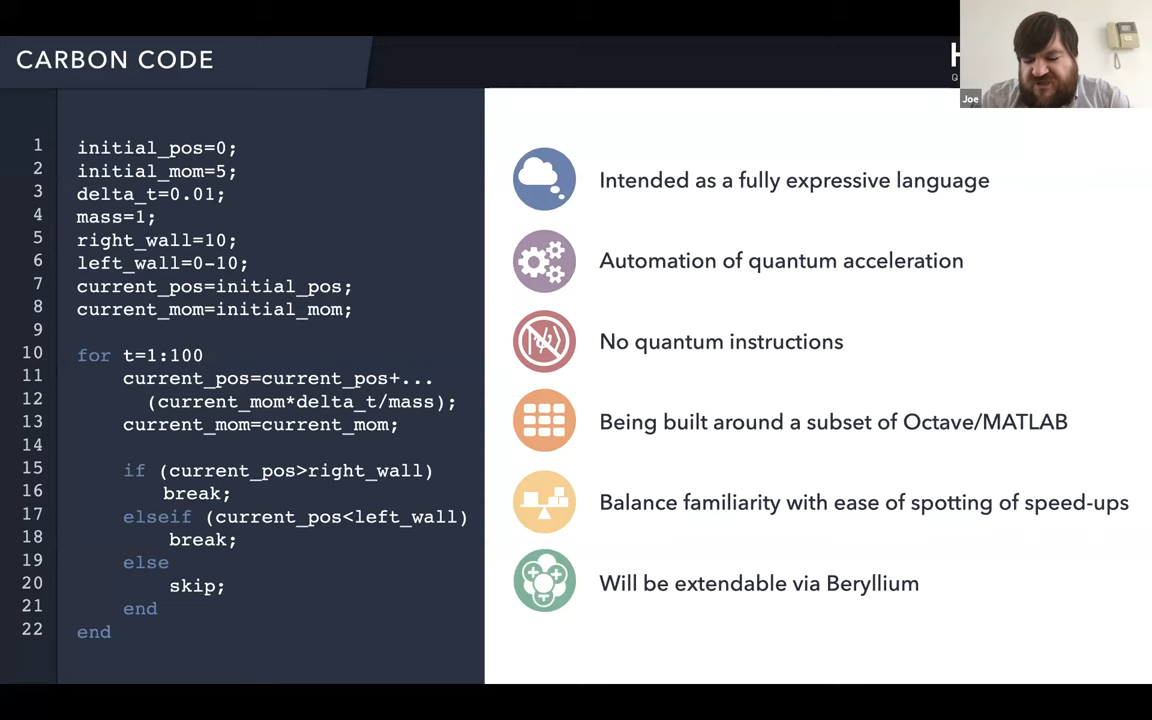 CARBON CODE
H
Q
Joe
1 initial_pos=0;
2 initial_mom=5;
3 delta_t=0.01;
4 mass=1;
5 right_wall=10;
6 left_wall=0-10;
7 current_pos=initial_pos;
8 current_mom=initial_mom;
9
10 for t=1:100
11 current_pos=current_pos+...
12 (current_mom*delta_t/mass);
13 current_mom=current_mom;
14
15 if (current_pos>right_wall)
16 break;
17 elseif (current_pos<left_wall)
18 break;
19 else
20 skip;
21 end
22 end
Intended as a fully expressive language
Automation of quantum acceleration
No quantum instructions
Being built around a subset of Octave/MATLAB
Balance familiarity with ease of spotting of speed-ups
Will be extendable via Beryllium